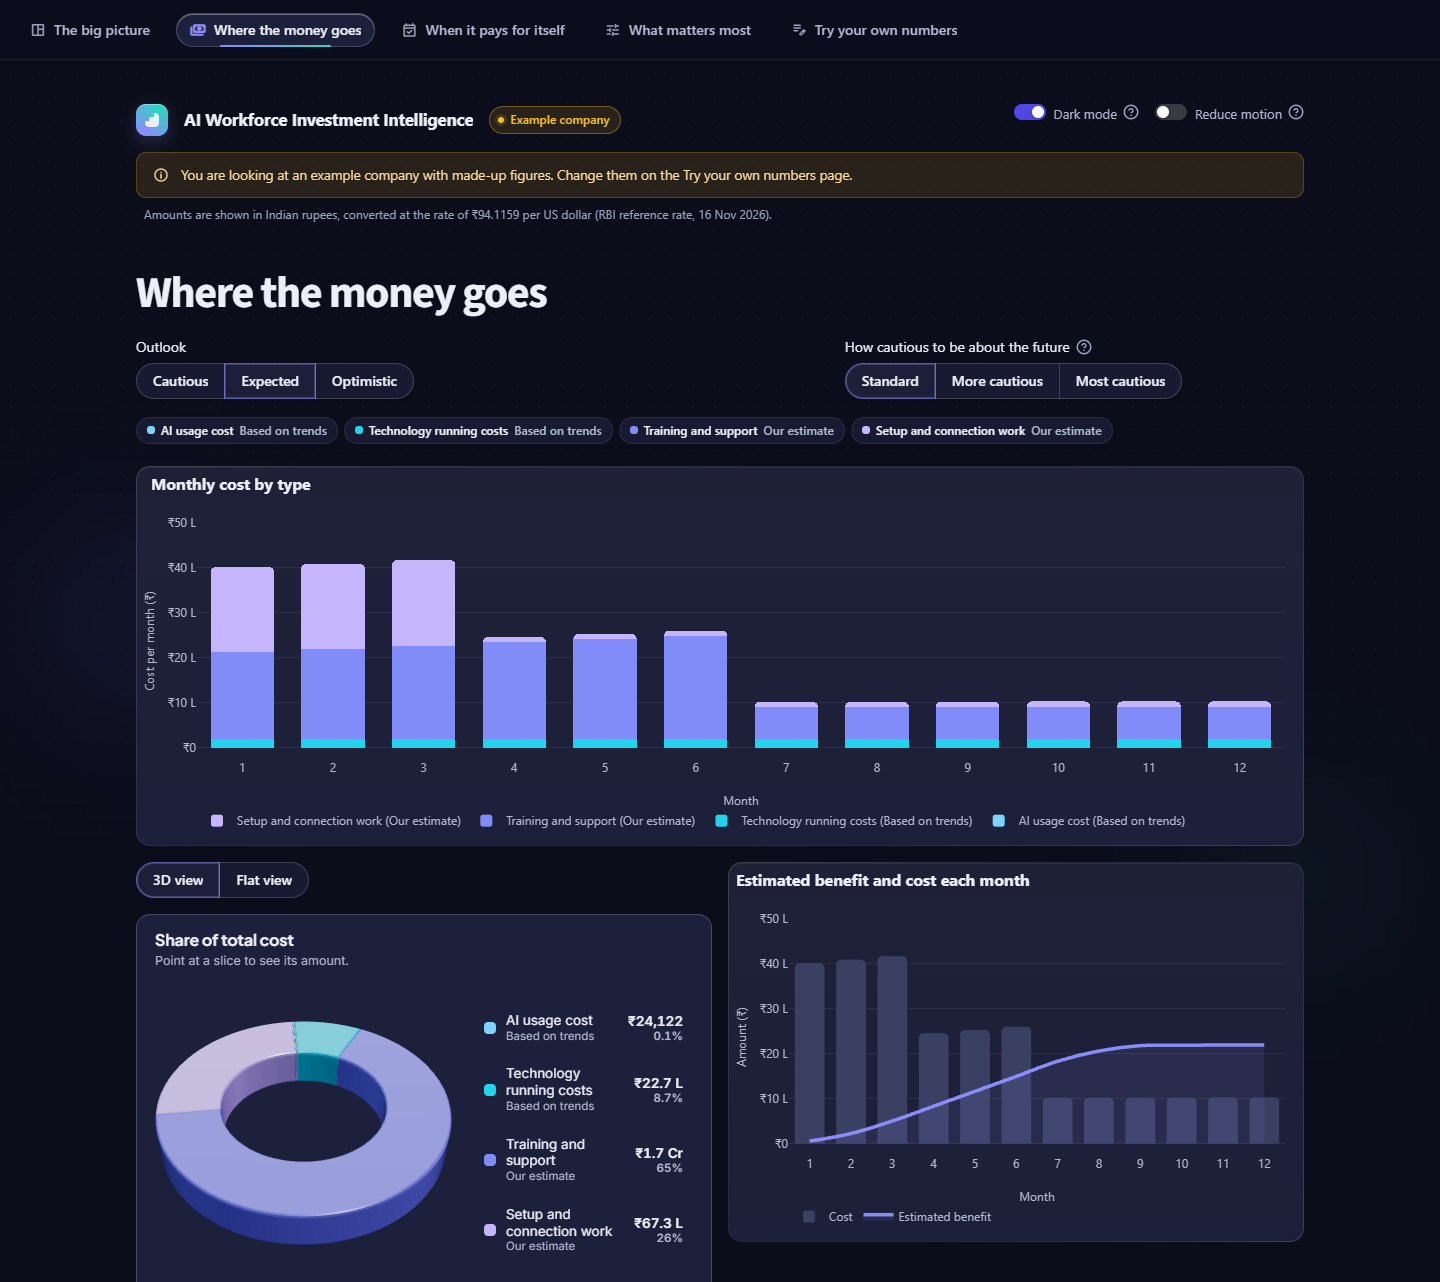 The big picture
Where the money goes
When it pays for itself
What matters most
Try your own numbers
AI Workforce Investment Intelligence
Example company
Dark mode
Reduce motion
You are looking at an example company with made-up figures. Change them on the Try your own numbers page.
Amounts are shown in Indian rupees, converted at the rate of ₹94.1159 per US dollar (RBI reference rate, 16 Nov 2026).
Where the money goes
Outlook
Cautious Expected Optimistic
How cautious to be about the future
Standard More cautious Most cautious
AI usage cost Based on trends
Technology running costs Based on trends
Training and support Our estimate
Setup and connection work Our estimate
Monthly cost by type
Cost per month (₹)
₹50 L
₹40 L
₹30 L
₹20 L
₹10 L
₹0
1 2 3 4 5 6 7 8 9 10 11 12
Month
Setup and connection work (Our estimate) Training and support (Our estimate) Technology running costs (Based on trends) AI usage cost (Based on trends)
3D view Flat view
Share of total cost
Point at a slice to see its amount.
AI usage cost ₹24,122
Based on trends 0.1%
Technology
running costs ₹22.7 L
Based on trends 8.7%
Training and
support ₹1.7 Cr
Our estimate 65%
Setup and
connection work ₹67.3 L
Our estimate 26%
Estimated benefit and cost each month
Amount (₹)
₹50 L
₹40 L
₹30 L
₹20 L
₹10 L
₹0
1 2 3 4 5 6 7 8 9 10 11 12
Month
Cost Estimated benefit